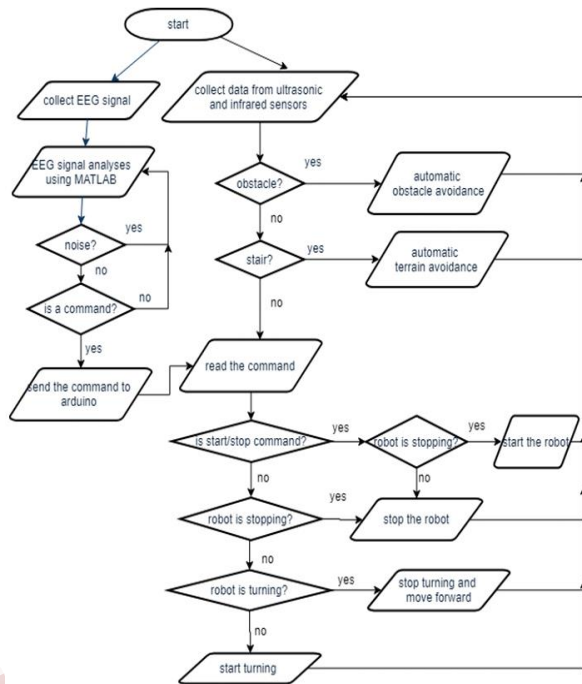 start
collect EEG signal
collect data from ultrasonic
and infrared sensors
EEG signal analyses
using MATLAB
obstacle?
yes
automatic
obstacle avoidance
no
noise?
yes
no
stair?
yes
automatic
terrain avoidance
no
is a command?
no
yes
send the command to
arduino
read the command
is start/stop command?
yes
robot is stopping?
yes
start the robot
no
no
robot is stopping?
yes
stop the robot
no
robot is turning?
yes
stop turning and
move forward
no
start turning